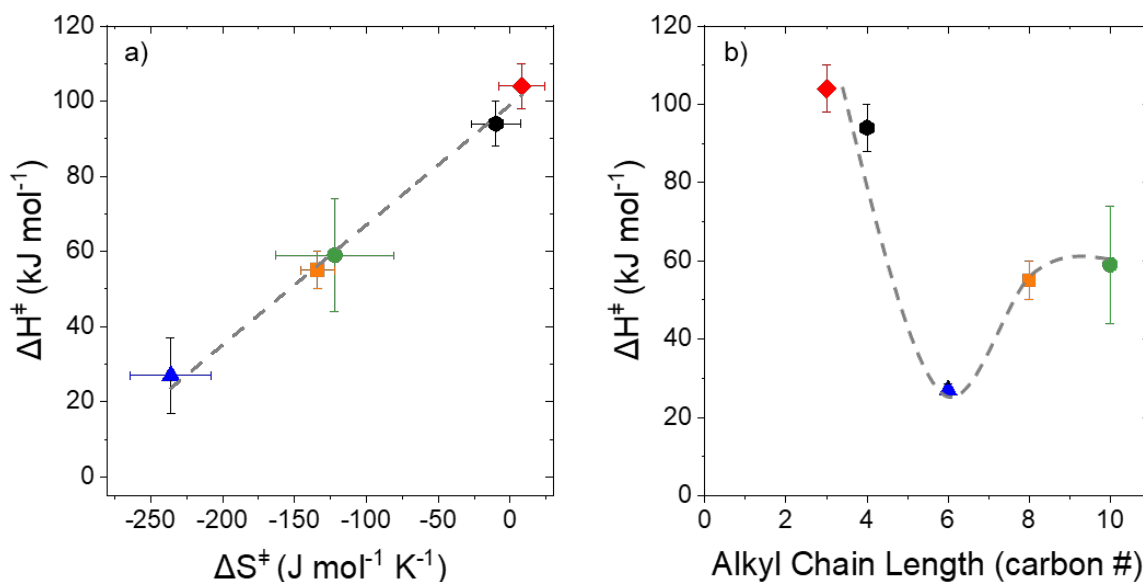 a)
120
100
80
60
40
20
0
ΔH‡ (kJ mol⁻¹)
-250 -200 -150 -100 -50 0
ΔS‡ (J mol⁻¹ K⁻¹)
b)
120
100
80
60
40
20
0
ΔH‡ (kJ mol⁻¹)
0 2 4 6 8 10
Alkyl Chain Length (carbon #)